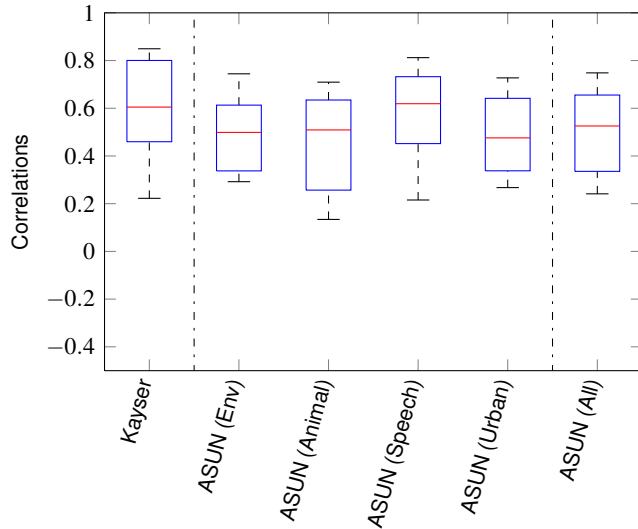 1
0.8
0.6
0.4
0.2
0
−0.2
−0.4
Correlations
Kayser
ASUN (Env)
ASUN (Animal)
ASUN (Speech)
ASUN (Urban)
ASUN (All)